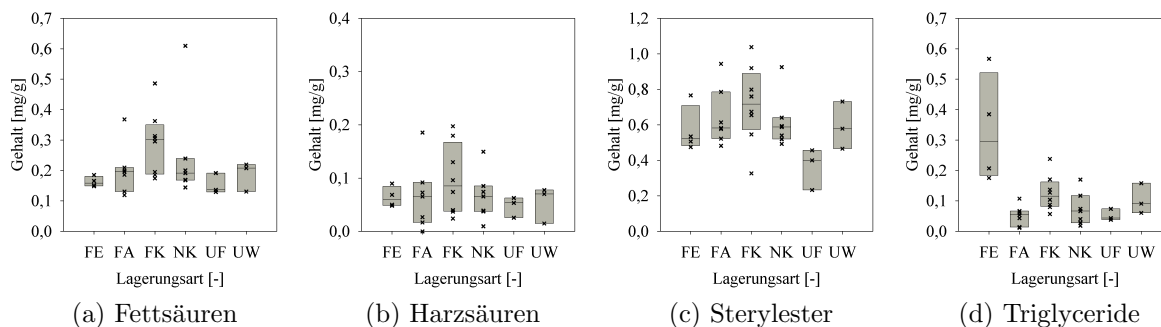 0,7
0,6
0,5
0,4
0,3
0,2
0,1
0,0
Gehalt [mg/g]
FE FA FK NK UF UW
Lagerungsart [-]
(a) Fettsäuren
0,4
0,3
0,2
0,1
0,0
Gehalt [mg/g]
FE FA FK NK UF UW
Lagerungsart [-]
(b) Harzsäuren
1,2
1,0
0,8
0,6
0,4
0,2
0,0
Gehalt [mg/g]
FE FA FK NK UF UW
Lagerungsart [-]
(c) Sterylester
0,7
0,6
0,5
0,4
0,3
0,2
0,1
0,0
Gehalt [mg/g]
FE FA FK NK UF UW
Lagerungsart [-]
(d) Triglyceride